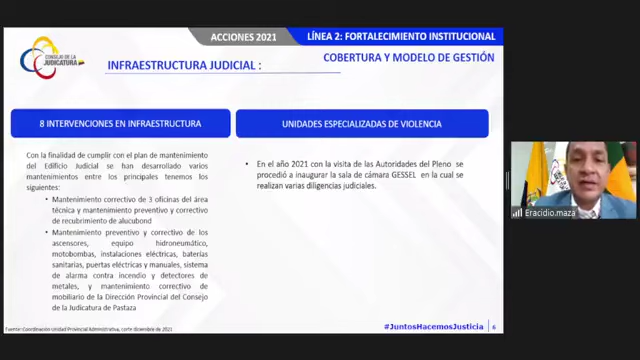 ACCIONES 2021
LÍNEA 2: FORTALECIMIENTO INSTITUCIONAL
CONSEJO DE LA
JUDICATURA
COBERTURA Y MODELO DE GESTIÓN
INFRAESTRUCTURA JUDICIAL :
8 INTERVENCIONES EN INFRAESTRUCTURA
UNIDADES ESPECIALIZADAS DE VIOLENCIA
Con la finalidad de cumplir con el plan de mantenimiento
del Edificio Judicial se han desarrollado varios
mantenimientos entre los principales tenemos los
siguientes:
• Mantenimiento correctivo de 3 oficinas del área
técnica y mantenimiento preventivo y correctivo
de recubrimiento de alucubond
• Mantenimiento preventivo y correctivo de los
ascensores, equipo hidroneumático,
motobombas, instalaciones eléctricas, baterías
sanitarias, puertas eléctricas y manuales, sistema
de alarma contra incendio y detectores de
metales, y mantenimiento correctivo de
mobiliario de la Dirección Provincial del Consejo
de la Judicatura de Pastaza
• En el año 2021 con la visita de las Autoridades del Pleno se
procedió a inaugurar la sala de cámara GESSEL en la cual se
realizan varias diligencias judiciales.
Fuente: Coordinación Unidad Provincial Administrativa, corte diciembre de 2021
#JuntosHacemosJusticia
6
Eracidio.maza